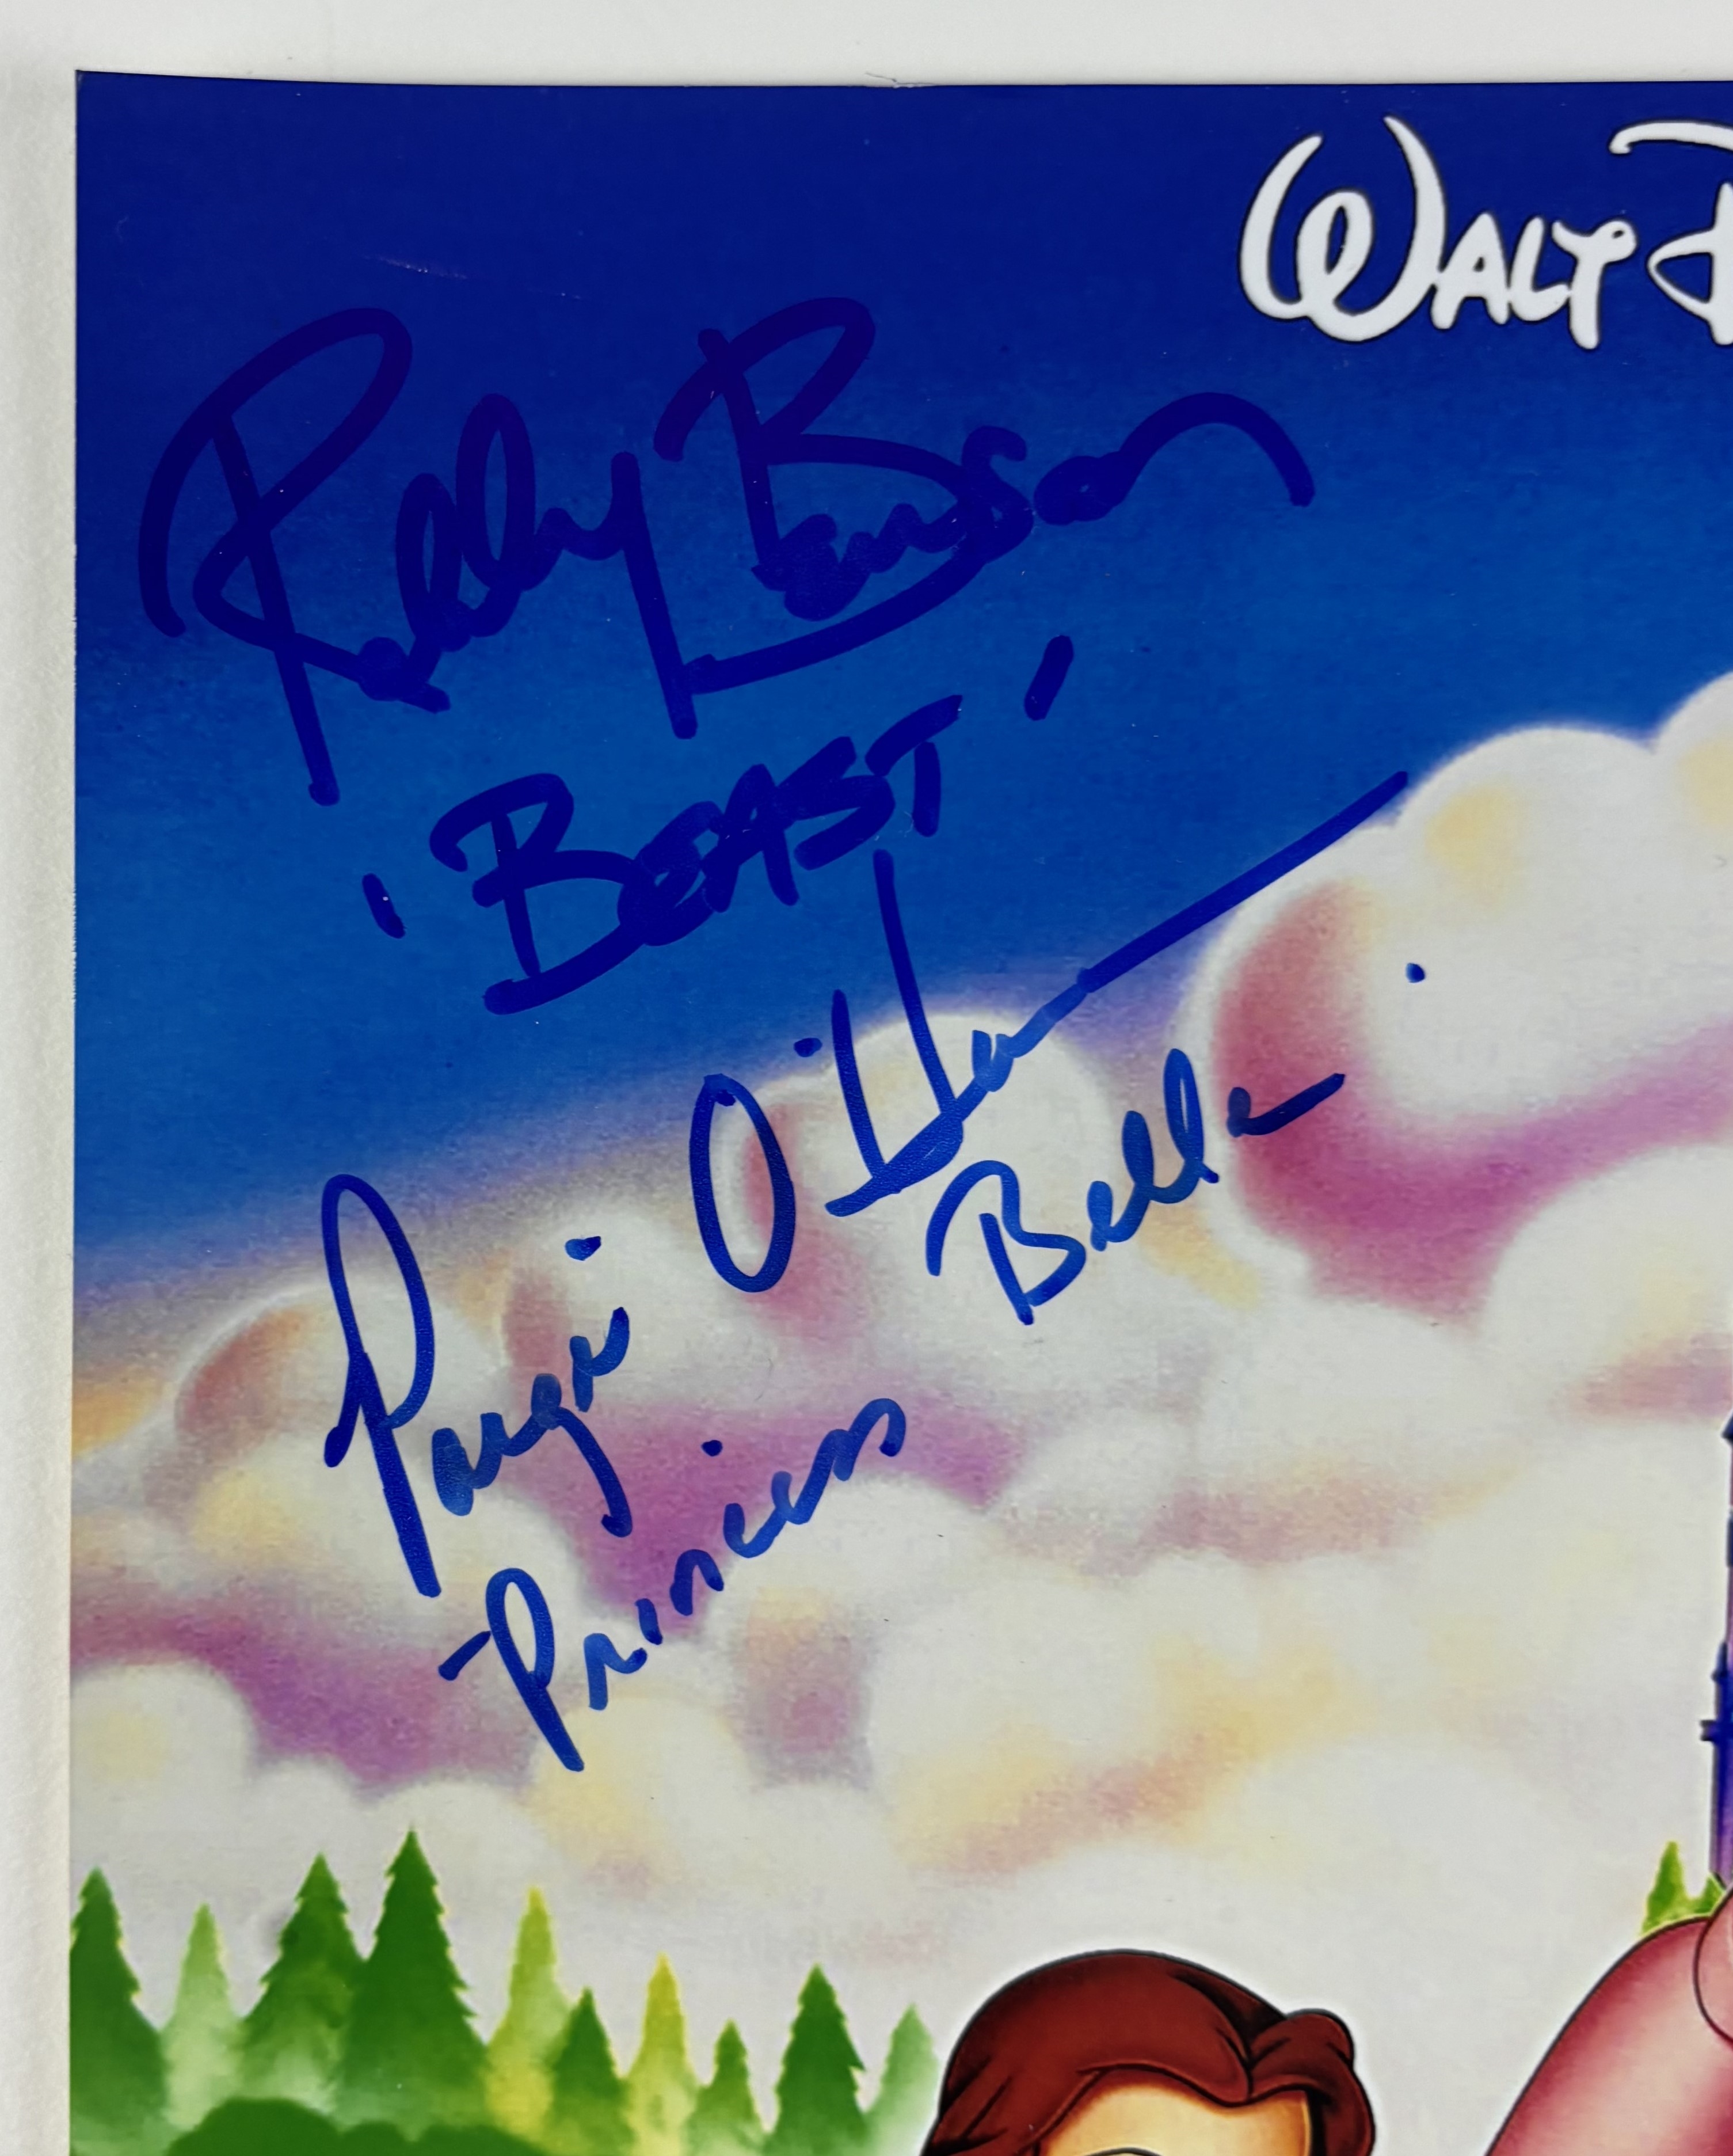 WALT D
Robby Benson
'BEAST'
Paige O'Hara
Princess Belle